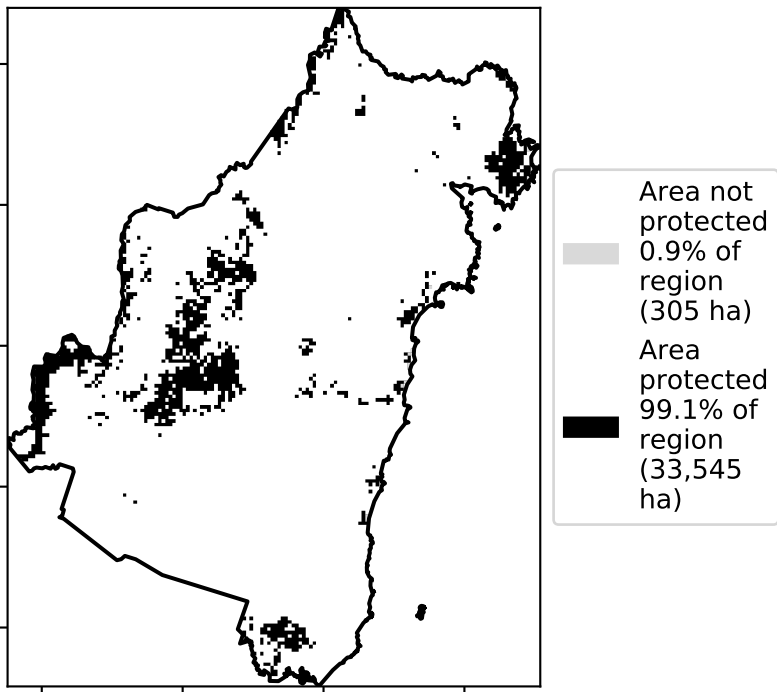 Area not
protected
0.9% of
region
(305 ha)
Area
protected
99.1% of
region
(33,545
ha)